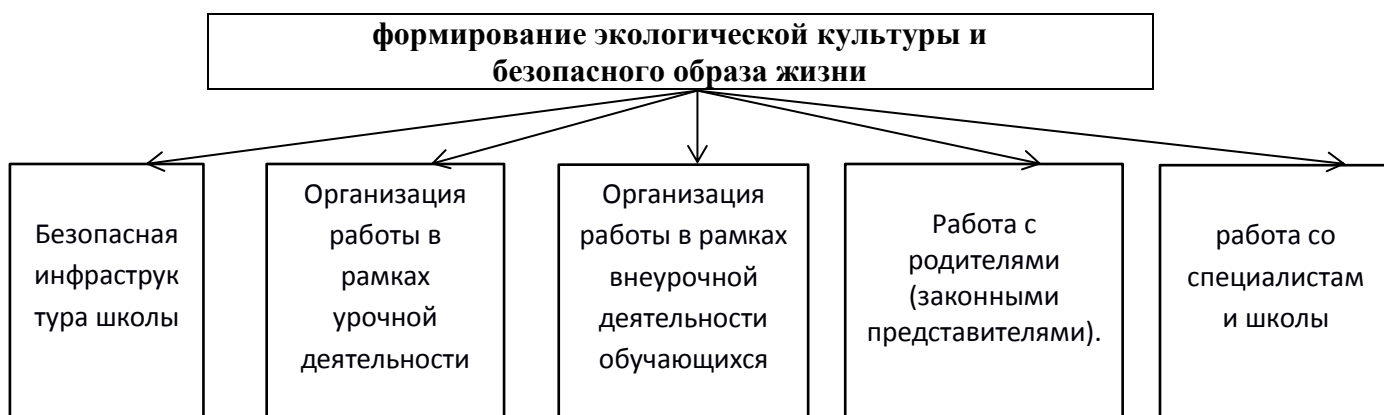 формирование экологической культуры и
безопасного образа жизни
Безопасная
инфраструк
тура школы
Организация
работы в
рамках
урочной
деятельности
Организация
работы в рамках
внеурочной
деятельности
обучающихся
Работа с
родителями
(законными
представителями).
работа со
специалистам
и школы